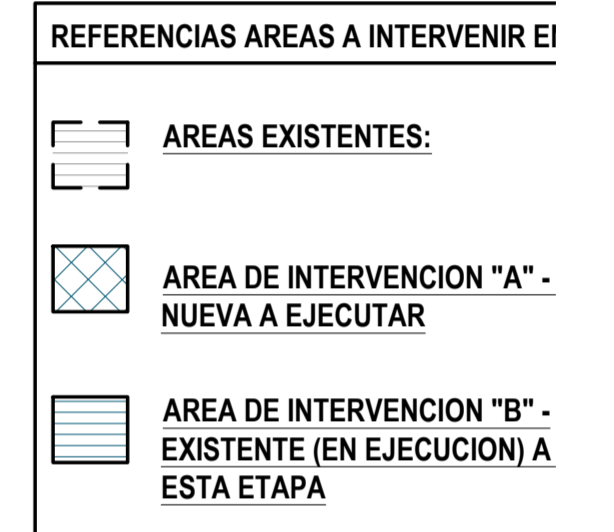 REFERENCIAS AREAS A INTERVENIR
AREAS EXISTENTES:
AREA DE INTERVENCION "A" -
NUEVA A EJECUTAR
AREA DE INTERVENCION "B" -
EXISTENTE (EN EJECUCION) A
ESTA ETAPA